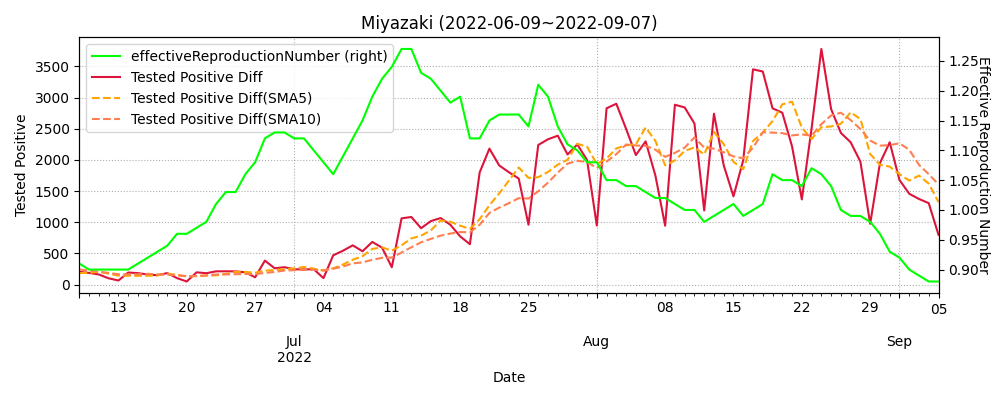 Miyazaki (2022-06-09~2022-09-07)
effectiveReproductionNumber (right)
Tested Positive Diff
Tested Positive Diff(SMA5)
Tested Positive Diff(SMA10)
Tested Positive
3500
3000
2500
2000
1500
1000
500
0
Effective Reproduction Number
1.25
1.20
1.15
1.10
1.05
1.00
0.95
0.90
13 20 27 04 11 18 25 08 15 22 29 05
Jul Aug Sep
2022
Date